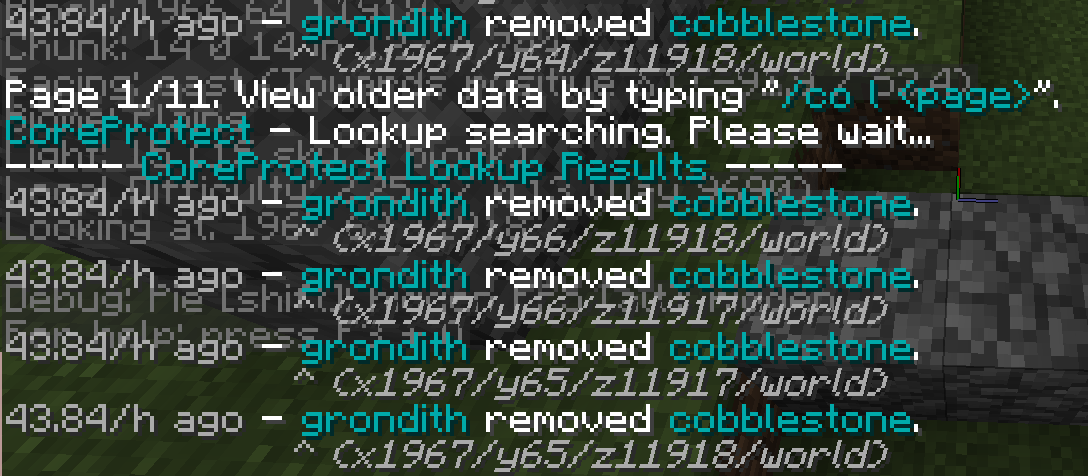 43.84/h ago - grondith removed cobblestone.
^ (x1967/y64/z11918/world)
Page 1/11. View older data by typing "/co l <page>".
CoreProtect - Lookup searching. Please wait...
----- CoreProtect Lookup Results -----
43.84/h ago - grondith removed cobblestone.
^ (x1967/y66/z11918/world)
43.84/h ago - grondith removed cobblestone.
^ (x1967/y66/z11917/world)
43.84/h ago - grondith removed cobblestone.
^ (x1967/y65/z11917/world)
43.84/h ago - grondith removed cobblestone.
^ (x1967/y65/z11918/world)